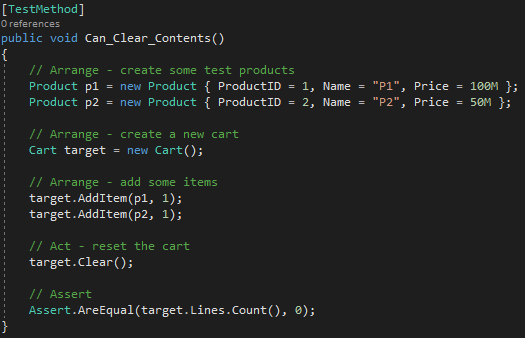 [TestMethod]
0 references
public void Can_Clear_Contents()
{
// Arrange - create some test products
Product p1 = new Product { ProductID = 1, Name = "P1", Price = 100M };
Product p2 = new Product { ProductID = 2, Name = "P2", Price = 50M };
// Arrange - create a new cart
Cart target = new Cart();
// Arrange - add some items
target.AddItem(p1, 1);
target.AddItem(p2, 1);
// Act - reset the cart
target.Clear();
// Assert
Assert.AreEqual(target.Lines.Count(), 0);
}